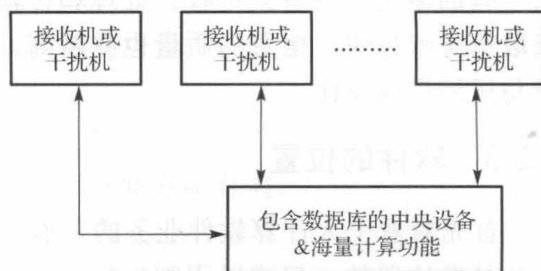 接收机或
干扰机
接收机或
干扰机
………
接收机或
干扰机
包含数据库的中央设备
&海量计算功能